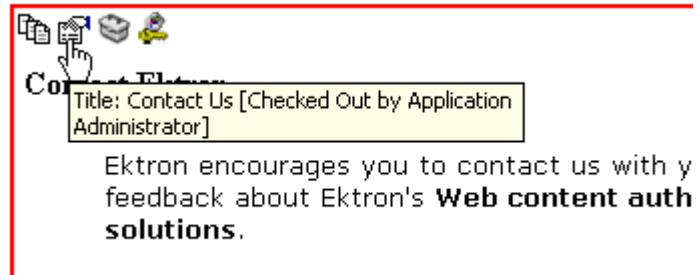 Title: Contact Us [Checked Out by Application
Administrator]
Ektron encourages you to contact us with y
feedback about Ektron's Web content auth
solutions.